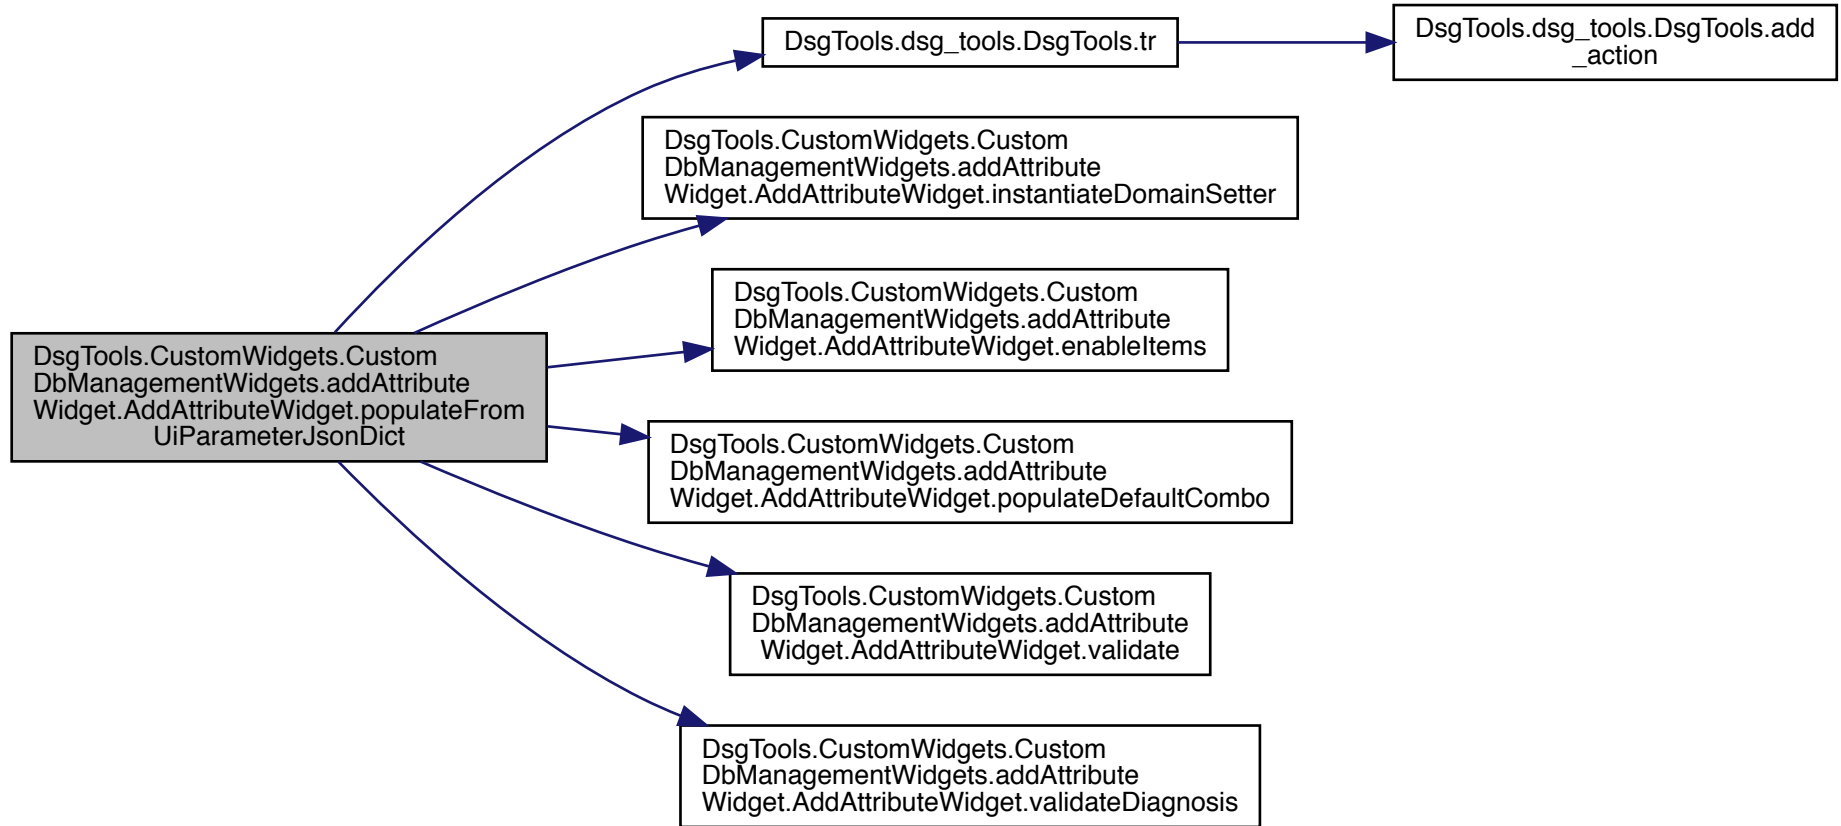 DsgTools.dsg_tools.DsgTools.tr
DsgTools.dsg_tools.DsgTools.add
_action
DsgTools.CustomWidgets.Custom
DbManagementWidgets.addAttribute
Widget.AddAttributeWidget.instantiateDomainSetter
DsgTools.CustomWidgets.Custom
DbManagementWidgets.addAttribute
Widget.AddAttributeWidget.enableItems
DsgTools.CustomWidgets.Custom
DbManagementWidgets.addAttribute
Widget.AddAttributeWidget.populateFrom
UiParameterJsonDict
DsgTools.CustomWidgets.Custom
DbManagementWidgets.addAttribute
Widget.AddAttributeWidget.populateDefaultCombo
DsgTools.CustomWidgets.Custom
DbManagementWidgets.addAttribute
Widget.AddAttributeWidget.validate
DsgTools.CustomWidgets.Custom
DbManagementWidgets.addAttribute
Widget.AddAttributeWidget.validateDiagnosis